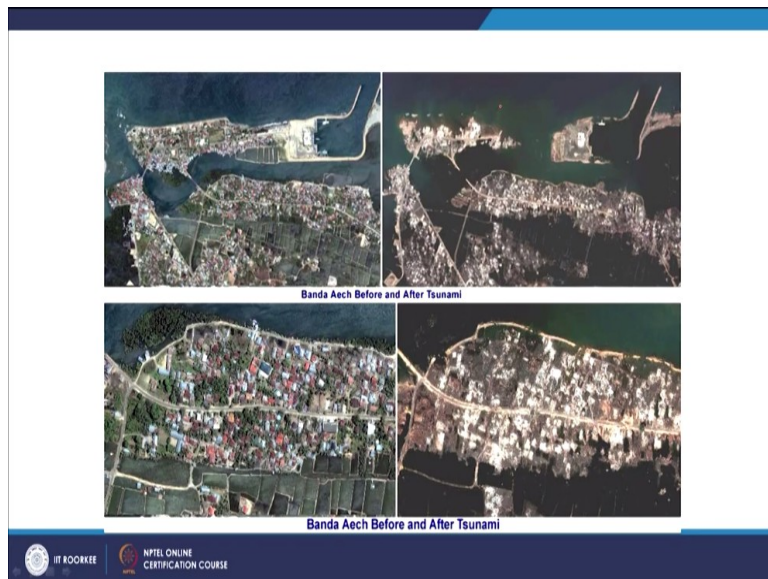 Banda Aech Before and After Tsunami
Banda Aech Before and After Tsunami
IIT ROORKEE
NPTEL ONLINE
CERTIFICATION COURSE